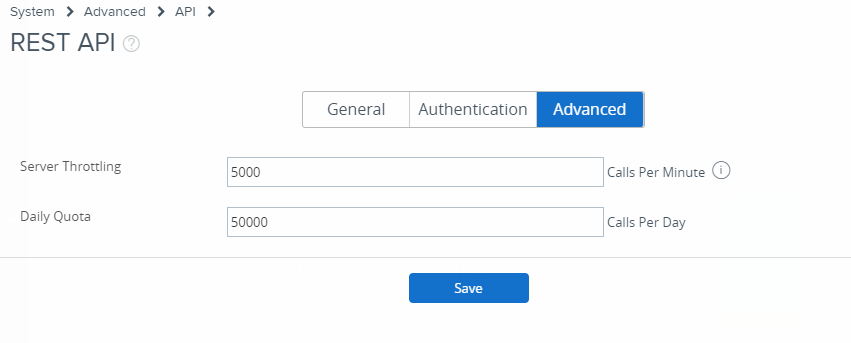 System > Advanced > API >
REST API ?
General Authentication Advanced
Server Throttling 5000 Calls Per Minute i
Daily Quota 50000 Calls Per Day
Save